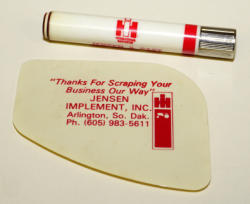 "Thanks For Scraping Your
Business Our Way"
JENSEN
IMPLEMENT, INC.
Arlington, So. Dak.
Ph. (605) 983-5611